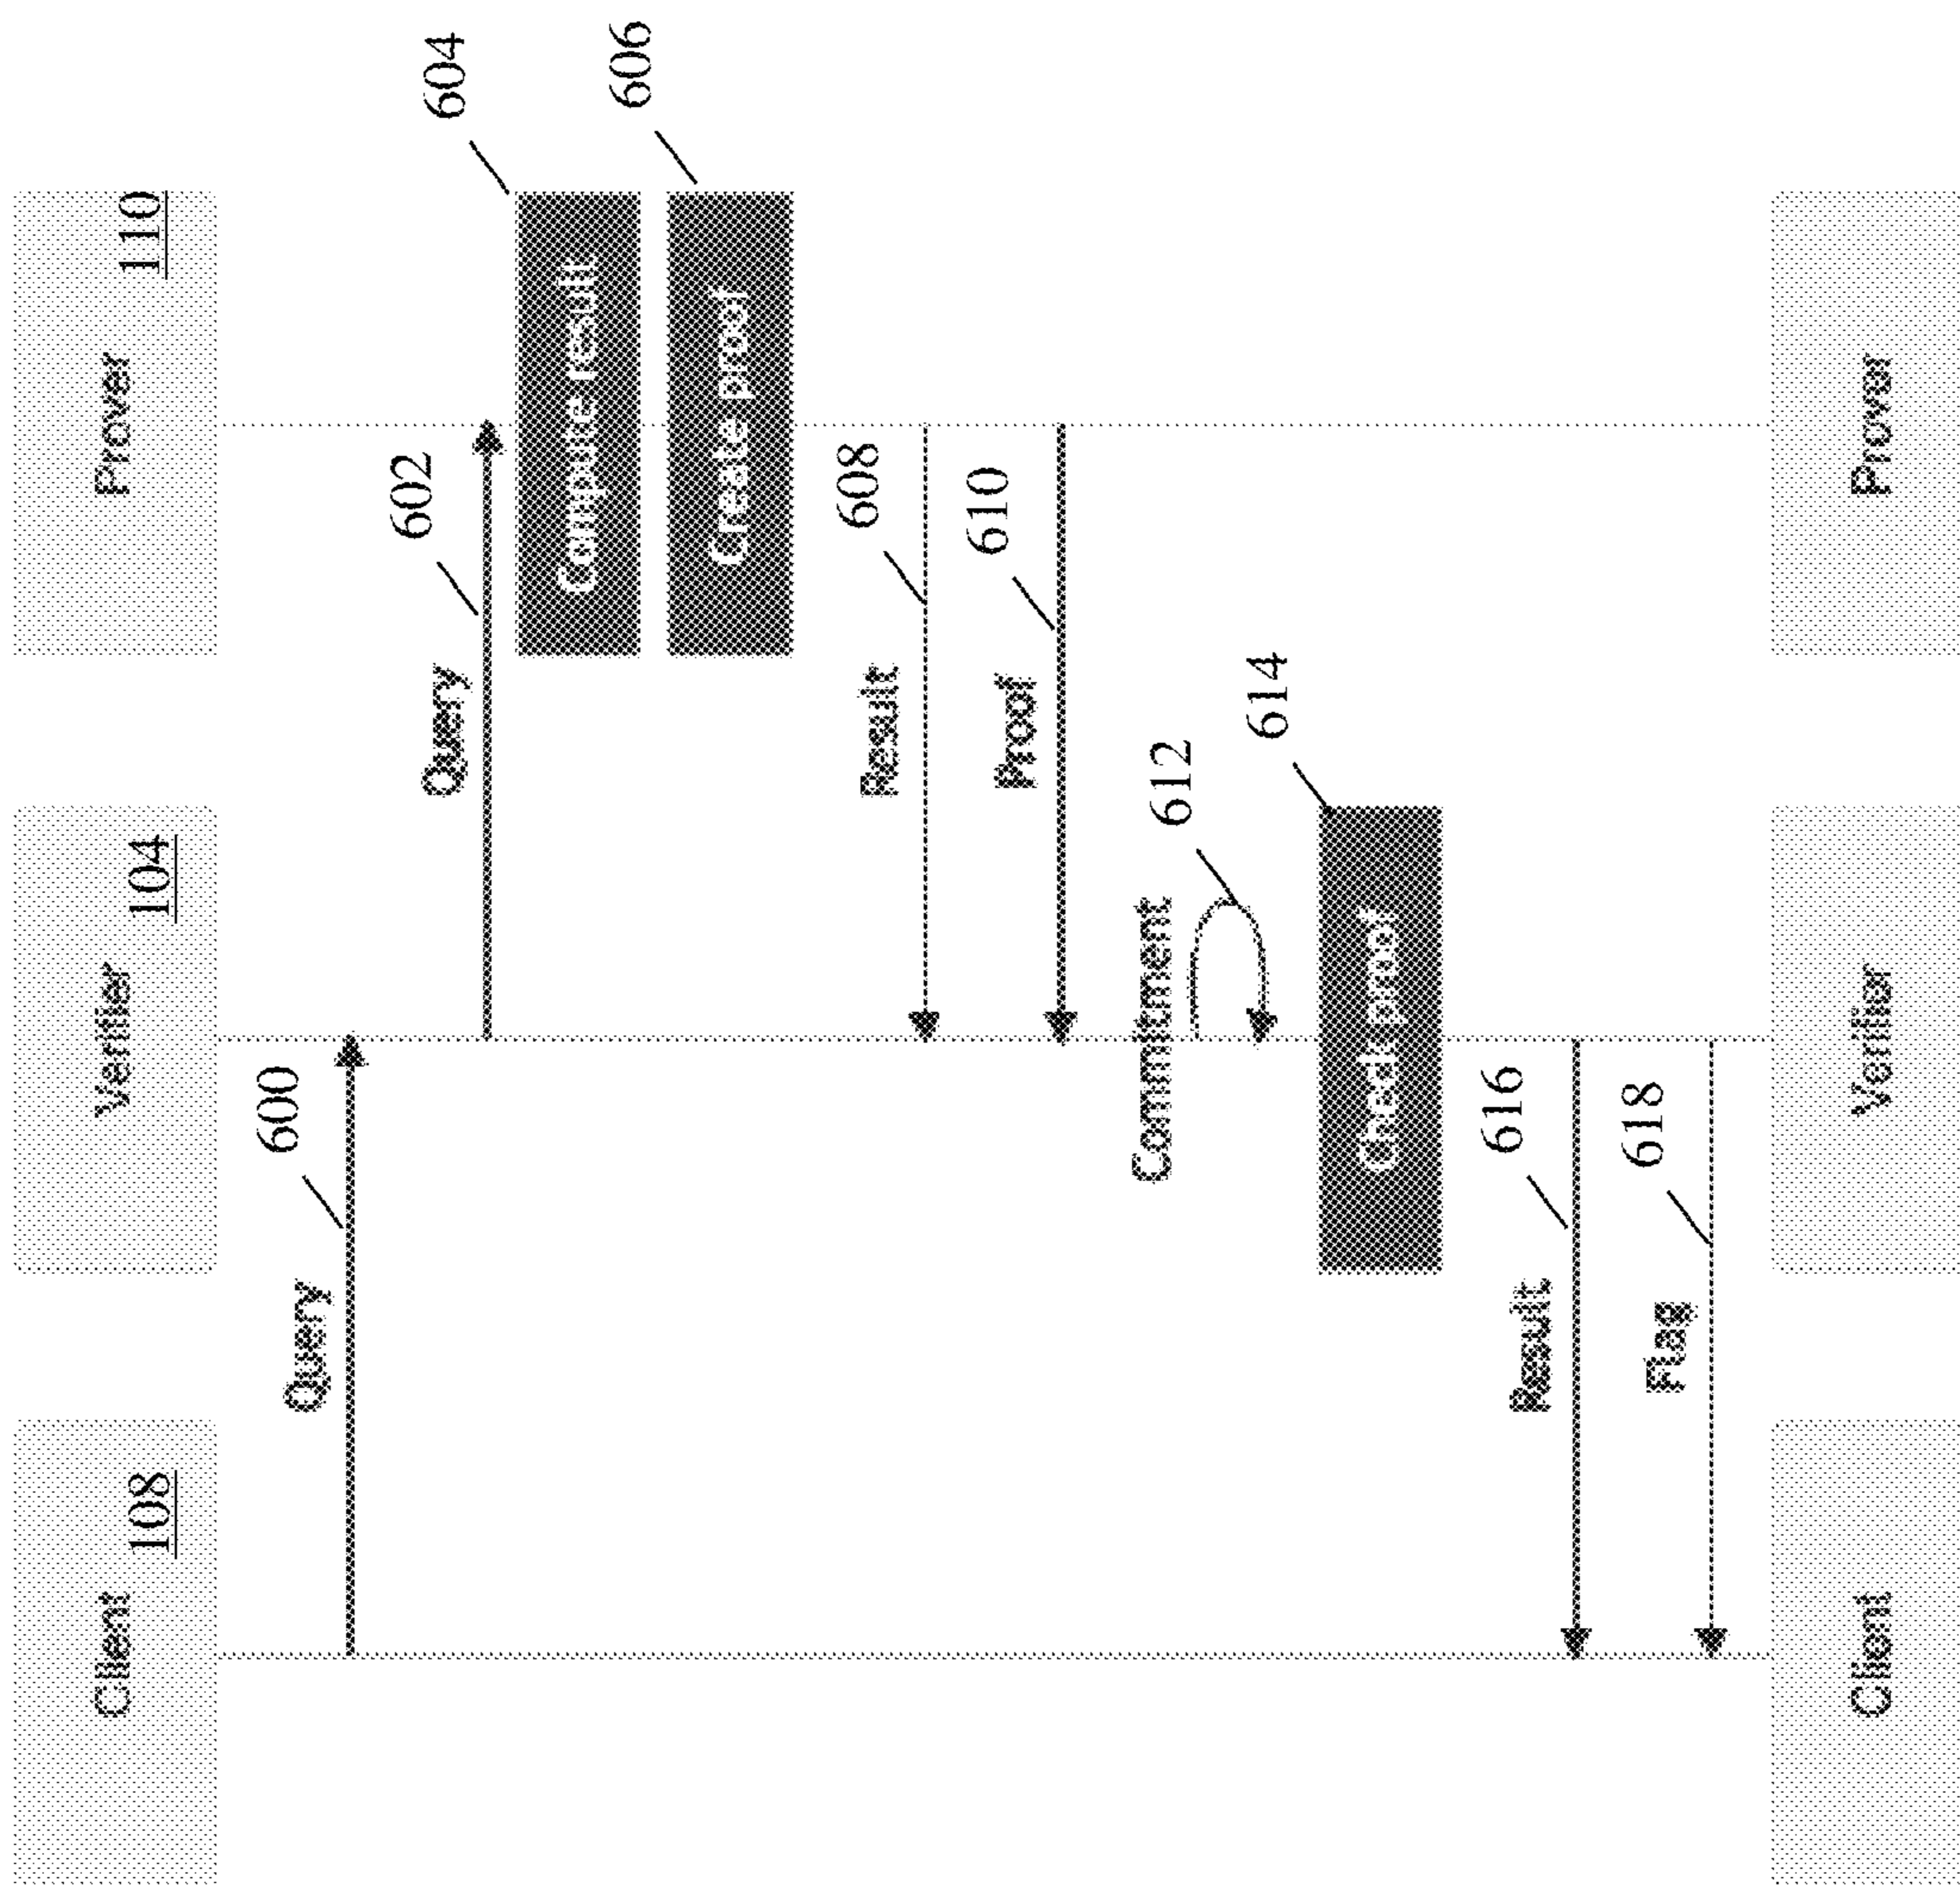 Client 108
Verifier 104
Prover 110
600
Query
602
Query
604
Compute result
606
Create proof
608
Result
610
Proof
612
Commitment
614
Check proof
616
Result
618
Flag
Client
Verifier
Prover